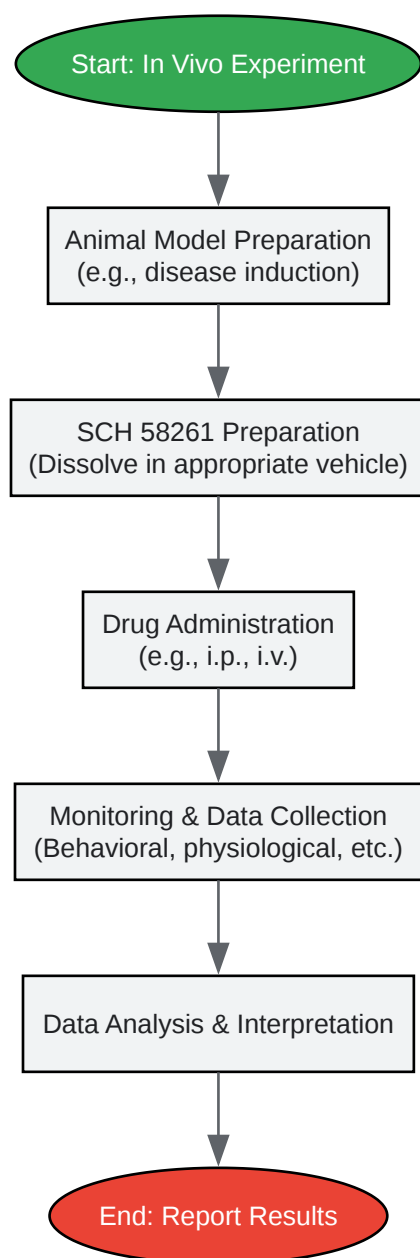 Start: In Vivo Experiment
Animal Model Preparation
(e.g., disease induction)
SCH 58261 Preparation
(Dissolve in appropriate vehicle)
Drug Administration
(e.g., i.p., i.v.)
Monitoring & Data Collection
(Behavioral, physiological, etc.)
Data Analysis & Interpretation
End: Report Results